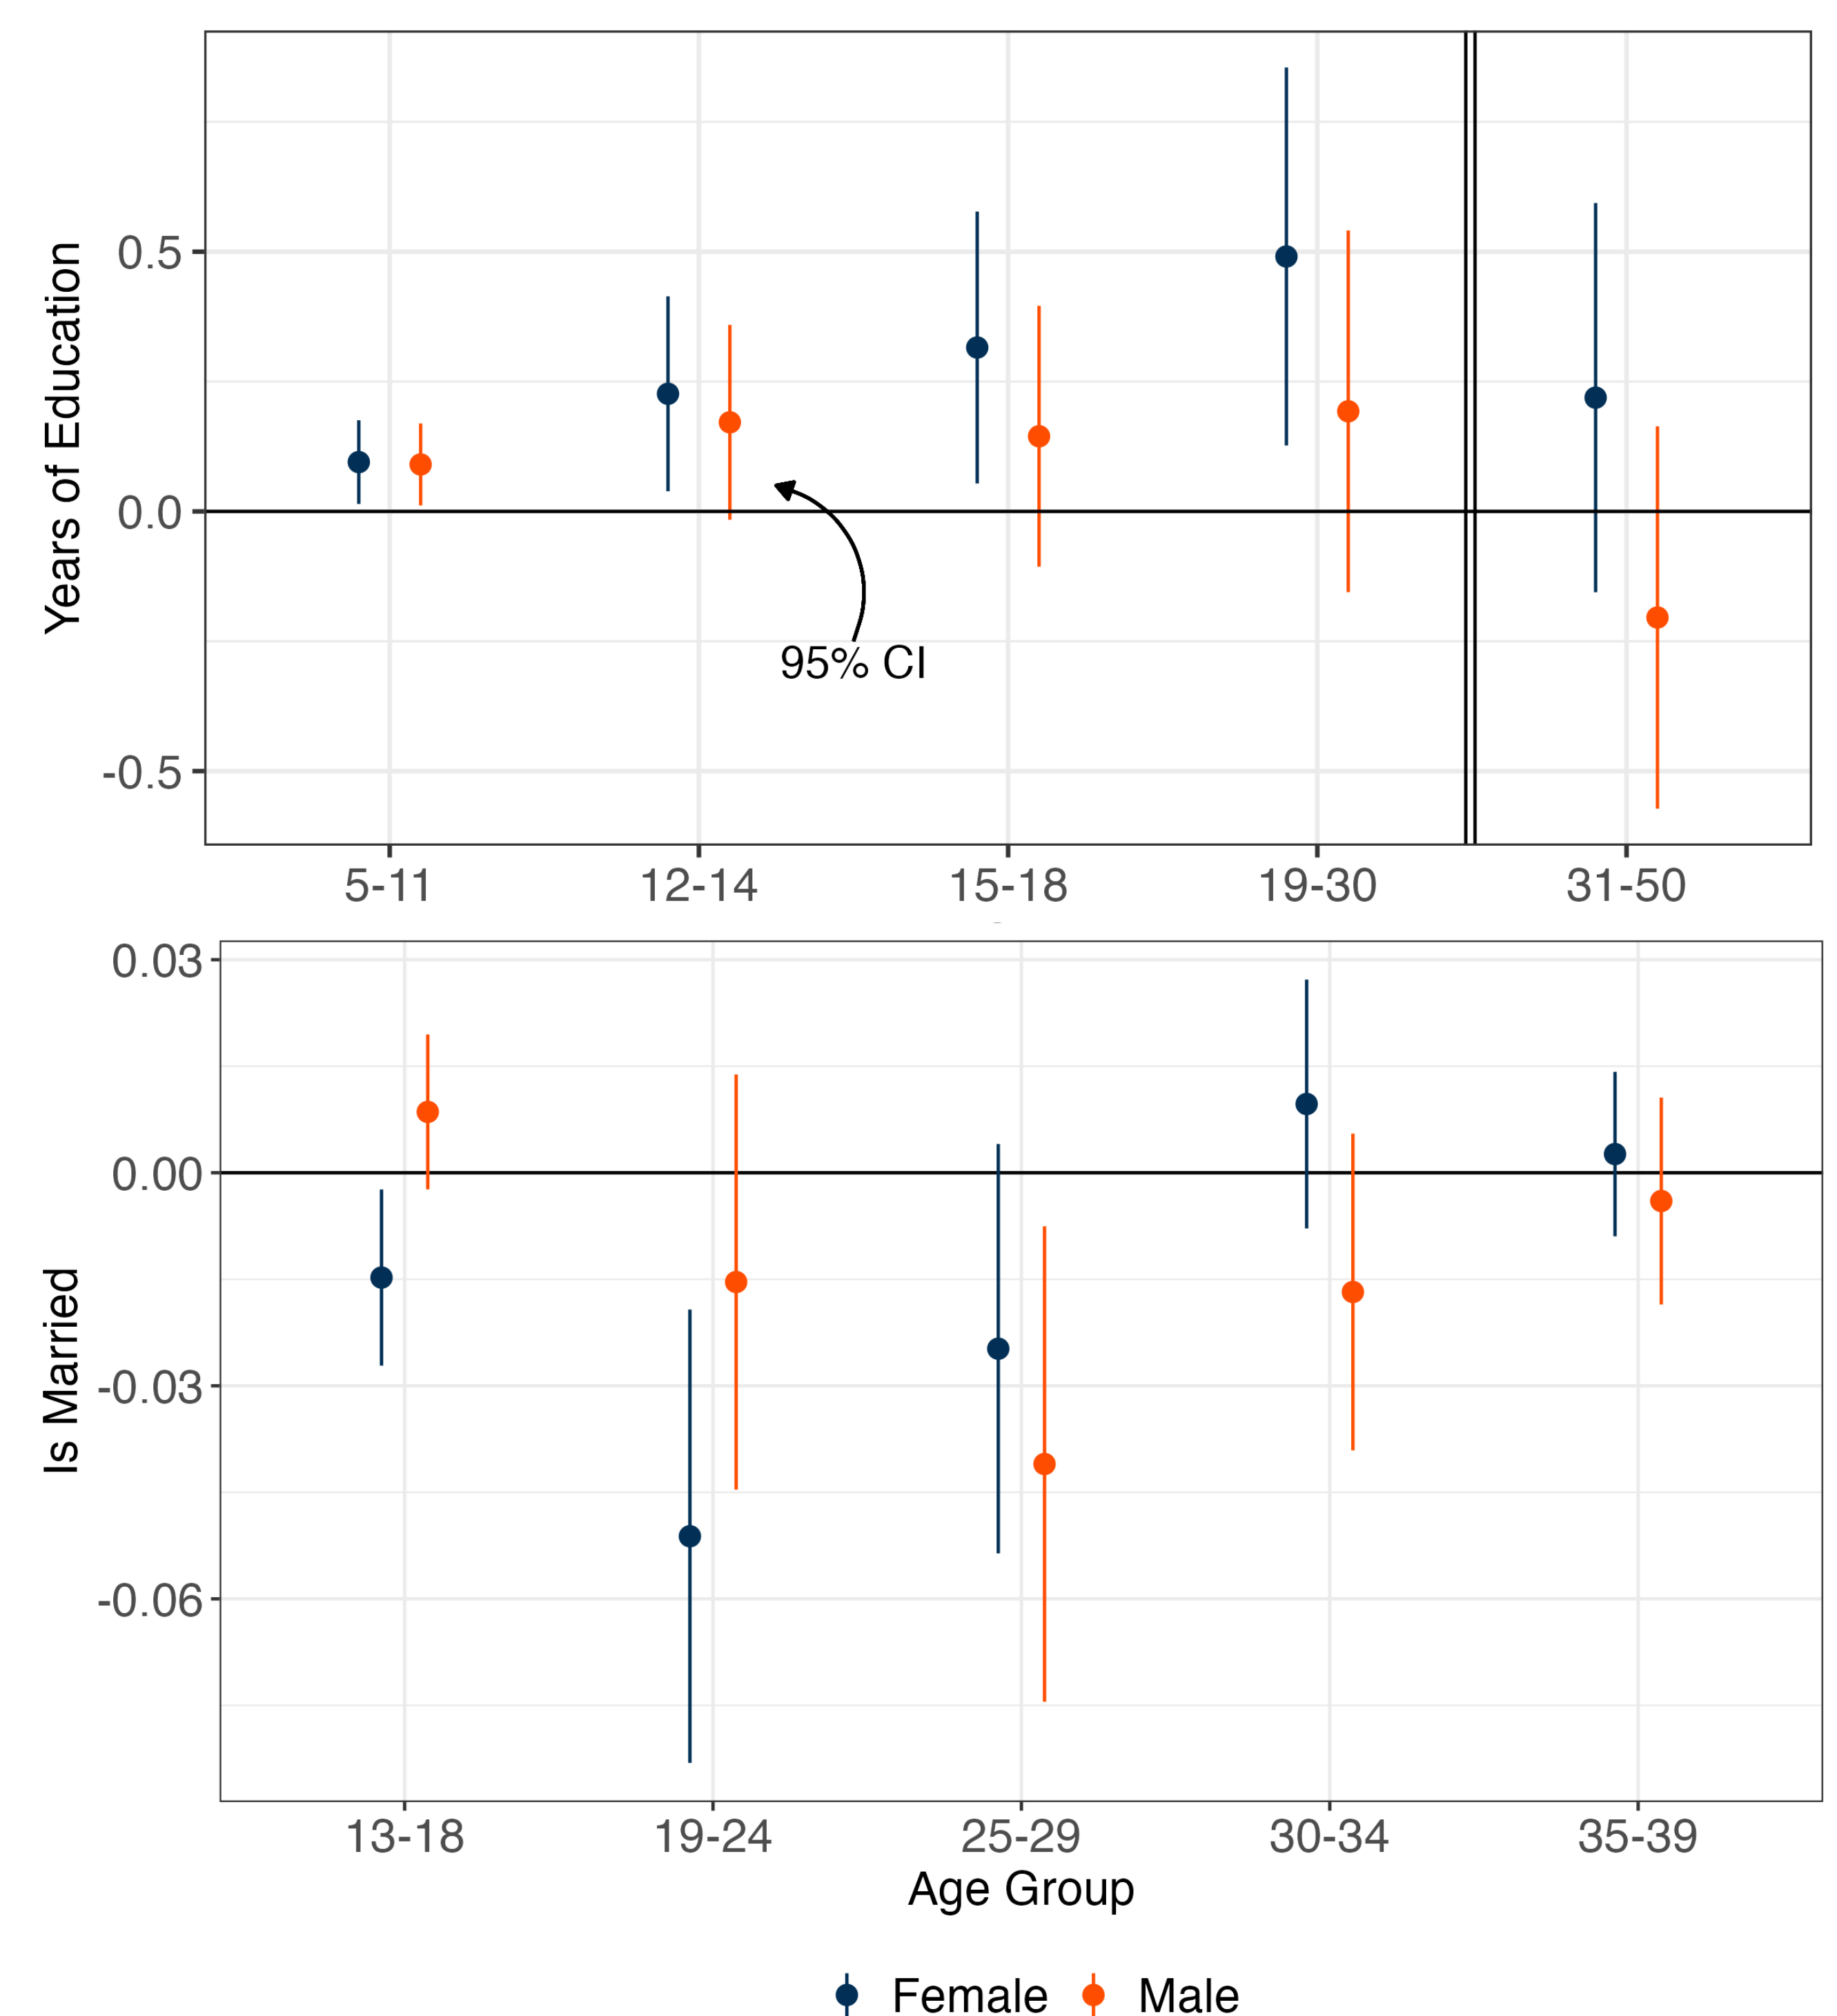 Years of Education
0.5
0.0
-0.5
95% CI
5-11 12-14 15-18 19-30 31-50
Is Married
0.03
0.00
-0.03
-0.06
13-18 19-24 25-29 30-34 35-39
Age Group
Female Male